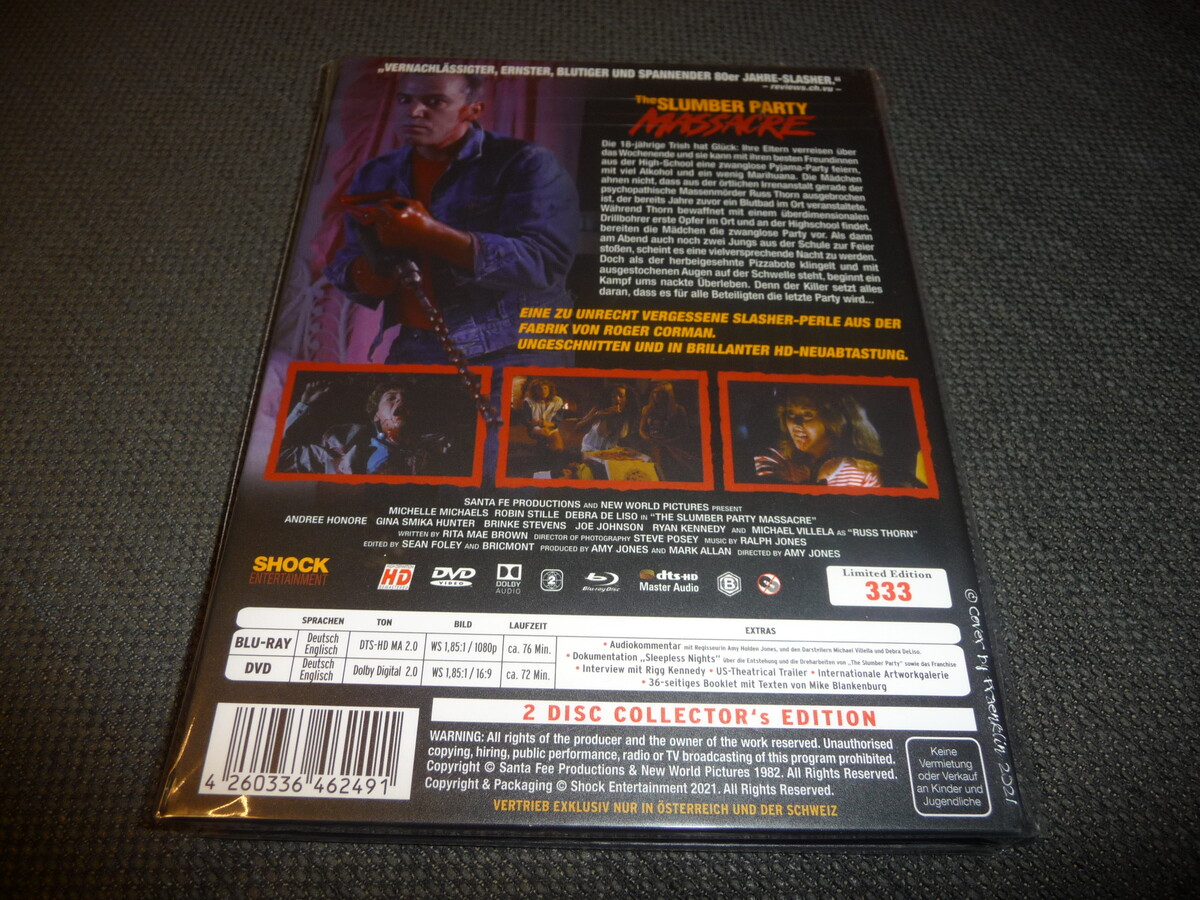 „VERNACHLÄSSIGTER, ERNSTER, BLUTIGER UND SPANNENDER 80er JAHRE-SLASHER."
– reviews.ch.vu –
The SLUMBER PARTY
MASSACRE
Die 18-jährige Trish hat Glück: Ihre Eltern verreisen über
das Wochenende und sie kann mit ihren besten Freundinnen
aus der High-School eine zwanglose Pyjama-Party feiern,
mit viel Alkohol und ein wenig Marihuana. Die Mädchen
ahnen nicht, dass aus der örtlichen Irrenanstalt gerade der
psychopathische Massenmörder Russ Thorn ausgebrochen
ist, der bereits Jahre zuvor ein Blutbad im Ort veranstaltete.
Während Thorn bewaffnet mit einem überdimensionalen
Drillbohrer erste Opfer im Ort und an der Highschool findet,
bereiten die Mädchen die zwanglose Party vor. Als dann
am Abend auch noch zwei Jungs aus der Schule zur Feier
stoßen, scheint es eine vielversprechende Nacht zu werden.
Doch als der herbeigesehnte Pizzabote klingelt und mit
ausgestochenen Augen auf der Schwelle steht, beginnt ein
Kampf ums nackte Überleben. Denn der Killer setzt alles
daran, dass es für alle Beteiligten die letzte Party wird...
EINE ZU UNRECHT VERGESSENE SLASHER-PERLE AUS DER
FABRIK VON ROGER CORMAN.
UNGESCHNITTEN UND IN BRILLANTER HD-NEUABTASTUNG.
SANTA FE PRODUCTIONS AND NEW WORLD PICTURES PRESENT
MICHELLE MICHAELS ROBIN STILLE DEBRA DE LISO IN "THE SLUMBER PARTY MASSACRE"
ANDREE HONORE GINA SMIKA HUNTER BRINKE STEVENS JOE JOHNSON RYAN KENNEDY AND MICHAEL VILLELA AS "RUSS THORN"
WRITTEN BY RITA MAE BROWN DIRECTOR OF PHOTOGRAPHY STEVE POSEY MUSIC BY RALPH JONES
EDITED BY SEAN FOLEY AND BRICMONT PRODUCED BY AMY JONES AND MARK ALLAN DIRECTED BY AMY JONES
SHOCK
ENTERTAINMENT
HD
DVD
VIDEO
DOLBY
AUDIO
2
Blu-ray Disc
dts-HD
Master Audio
B
Limited Edition
333
SPRACHEN TON BILD LAUFZEIT EXTRAS
BLU-RAY Deutsch Englisch DTS-HD MA 2.0 WS 1,85:1 / 1080p ca. 76 Min.
DVD Deutsch Englisch Dolby Digital 2.0 WS 1,85:1 / 16:9 ca. 72 Min.
• Audiokommentar mit Regisseurin Amy Holden Jones, und den Darstellern Michael Villella und Debra DeLiso.
• Dokumentation „Sleepless Nights" über die Entstehung und die Dreharbeiten von „The Slumber Party" sowie das Franchise
• Interview mit Rigg Kennedy • US-Theatrical Trailer • Internationale Artworkgalerie
• 36-seitiges Booklet mit Texten von Mike Blankenburg
2 DISC COLLECTOR's EDITION
WARNING: All rights of the producer and the owner of the work reserved. Unauthorised
copying, hiring, public performance, radio or TV broadcasting of this program prohibited.
Copyright © Santa Fee Productions & New World Pictures 1982. All Rights Reserved.
Copyright & Packaging © Shock Entertainment 2021. All Rights Reserved.
VERTRIEB EXKLUSIV NUR IN ÖSTERREICH UND DER SCHWEIZ
4 260336 462491
Keine
Vermietung
oder Verkauf
an Kinder und
Jugendliche
© Cover by 2021